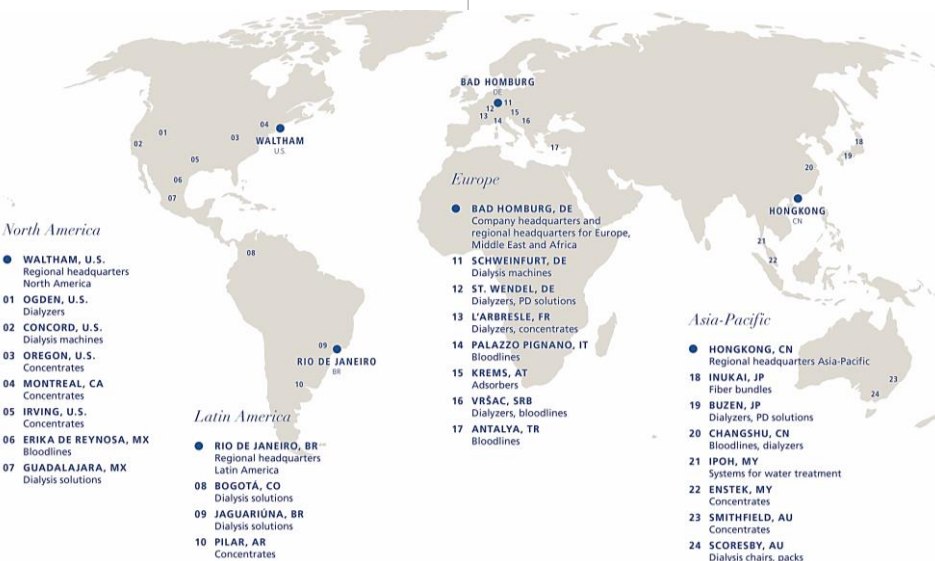 BAD HOMBURG
DE
11
12
13
14
15
16
17
04
01
02
03
WALTHAM
U.S.
05
06
07
18
19
20
HONGKONG
CN
21
22
08
09
RIO DE JANEIRO
BR
10
23
24
North America
WALTHAM, U.S.
Regional headquarters
North America
01 OGDEN, U.S.
Dialyzers
02 CONCORD, U.S.
Dialysis machines
03 OREGON, U.S.
Concentrates
04 MONTREAL, CA
Concentrates
05 IRVING, U.S.
Concentrates
06 ERIKA DE REYNOSA, MX
Bloodlines
07 GUADALAJARA, MX
Dialysis solutions
Latin America
RIO DE JANEIRO, BR
Regional headquarters
Latin America
08 BOGOTÁ, CO
Dialysis solutions
09 JAGUARIÚNA, BR
Dialysis solutions
10 PILAR, AR
Concentrates
Europe
BAD HOMBURG, DE
Company headquarters and
regional headquarters for Europe,
Middle East and Africa
11 SCHWEINFURT, DE
Dialysis machines
12 ST. WENDEL, DE
Dialyzers, PD solutions
13 L'ARBRESLE, FR
Dialyzers, concentrates
14 PALAZZO PIGNANO, IT
Bloodlines
15 KREMS, AT
Adsorbers
16 VRŠAC, SRB
Dialyzers, bloodlines
17 ANTALYA, TR
Bloodlines
Asia-Pacific
HONGKONG, CN
Regional headquarters Asia-Pacific
18 INUKAI, JP
Fiber bundles
19 BUZEN, JP
Dialyzers, PD solutions
20 CHANGSHU, CN
Bloodlines, dialyzers
21 IPOH, MY
Systems for water treatment
22 ENSTEK, MY
Concentrates
23 SMITHFIELD, AU
Concentrates
24 SCORESBY, AU
Dialysis chairs, packs